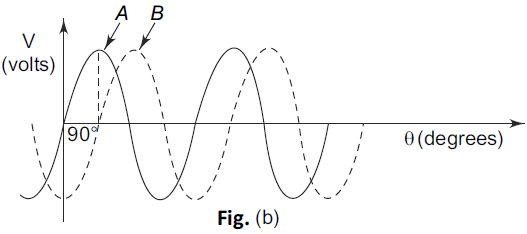 A B
V
(volts)
90°
θ (degrees)
Fig. (b)